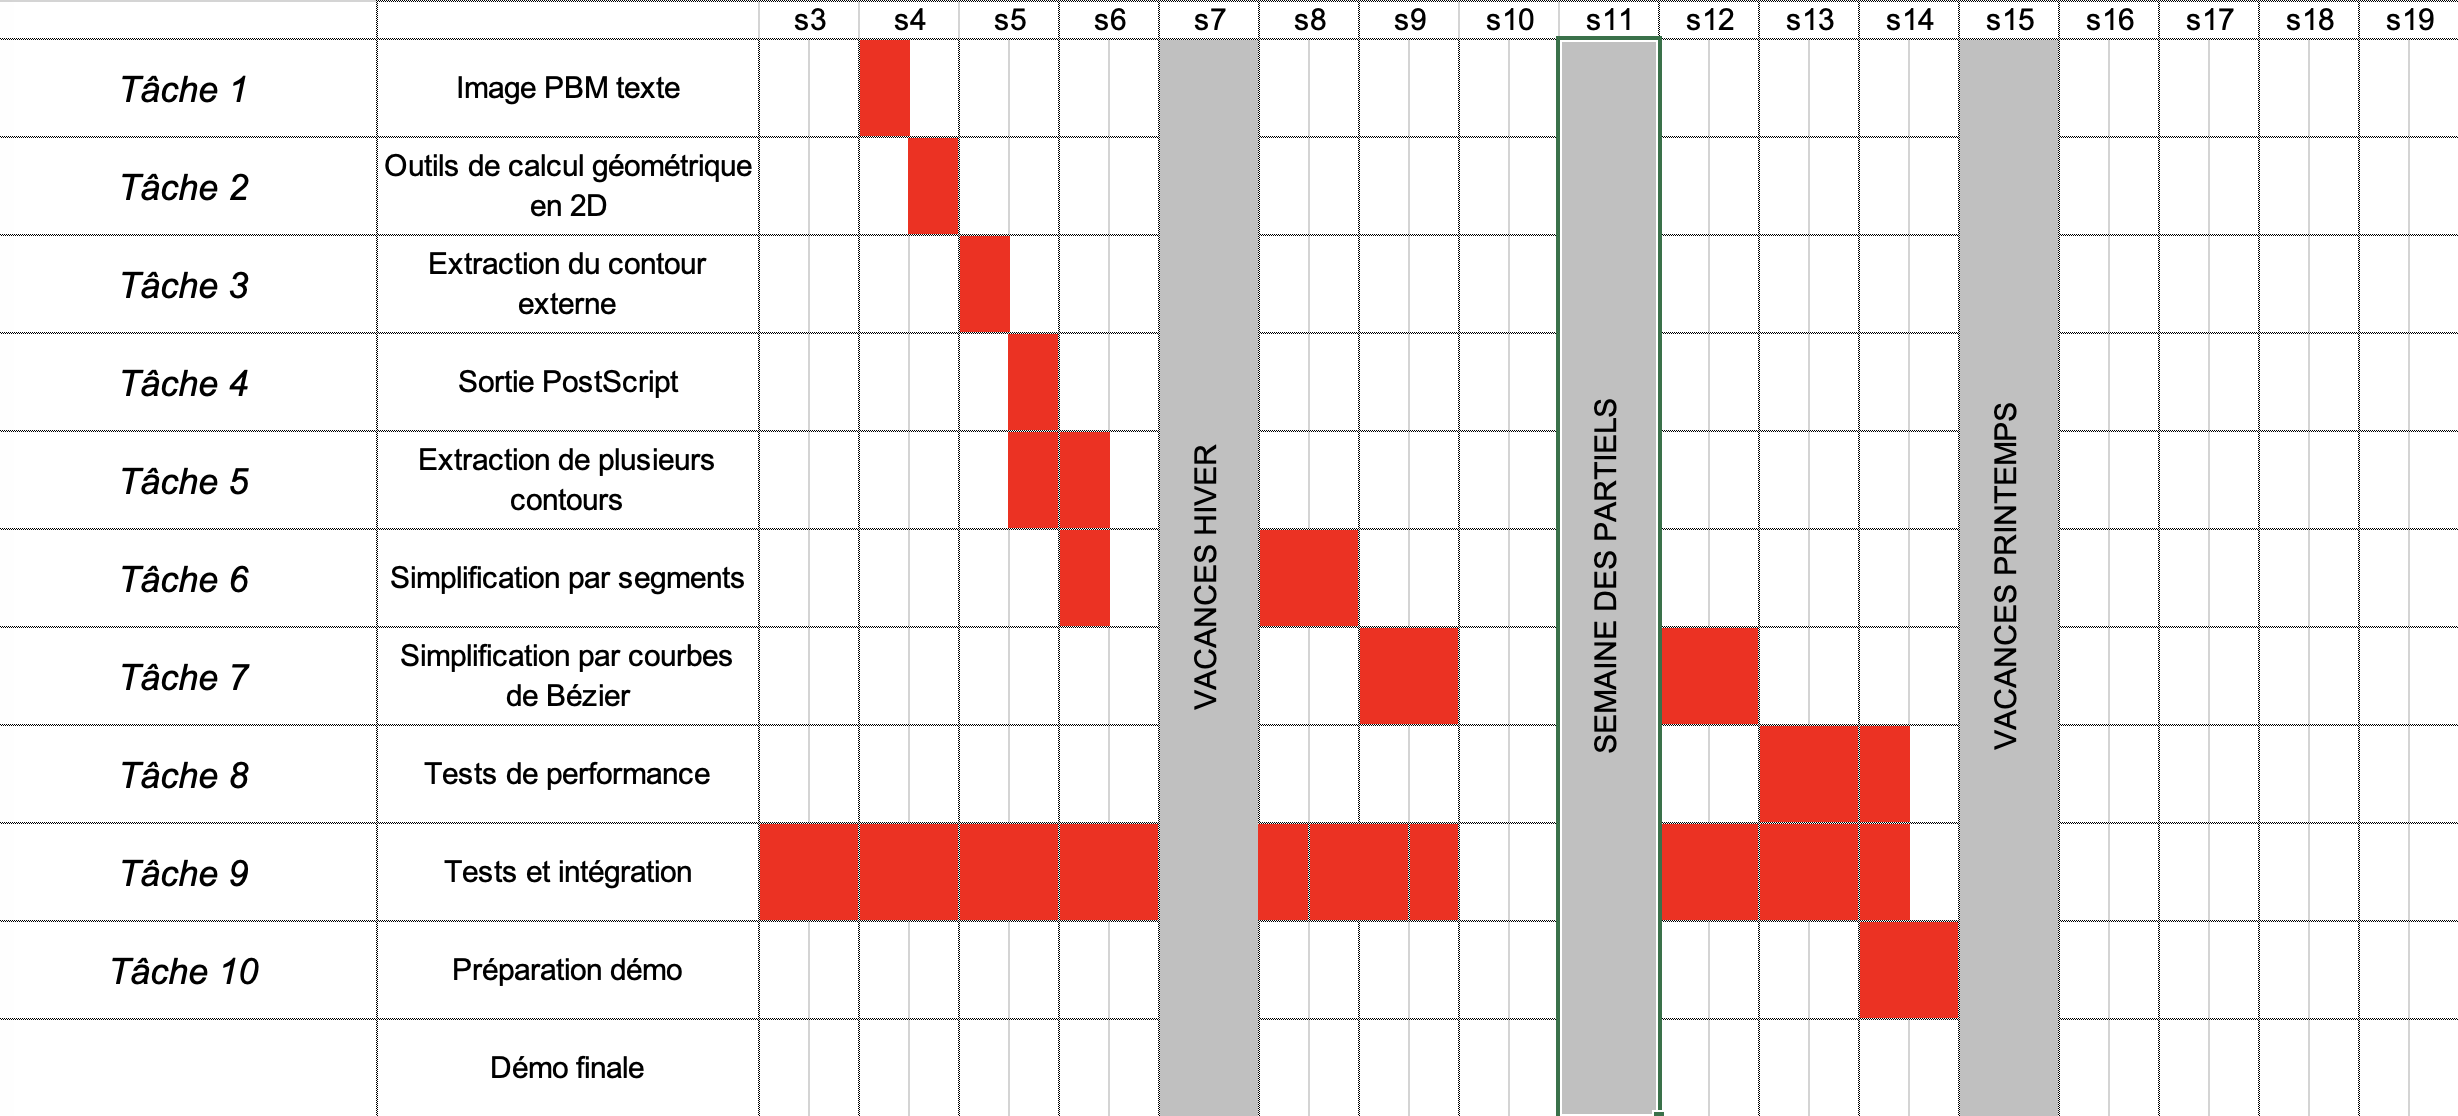 s3 s4 s5 s6 s7 s8 s9 s10 s11 s12 s13 s14 s15 s16 s17 s18 s19
Tâche 1 Image PBM texte
Tâche 2 Outils de calcul géométrique
en 2D
Tâche 3 Extraction du contour
externe
Tâche 4 Sortie PostScript
Tâche 5 Extraction de plusieurs
contours
Tâche 6 Simplification par segments
Tâche 7 Simplification par courbes
de Bézier
Tâche 8 Tests de performance
Tâche 9 Tests et intégration
Tâche 10 Préparation démo
Démo finale
VACANCES HIVER
SEMAINE DES PARTIELS
VACANCES PRINTEMPS